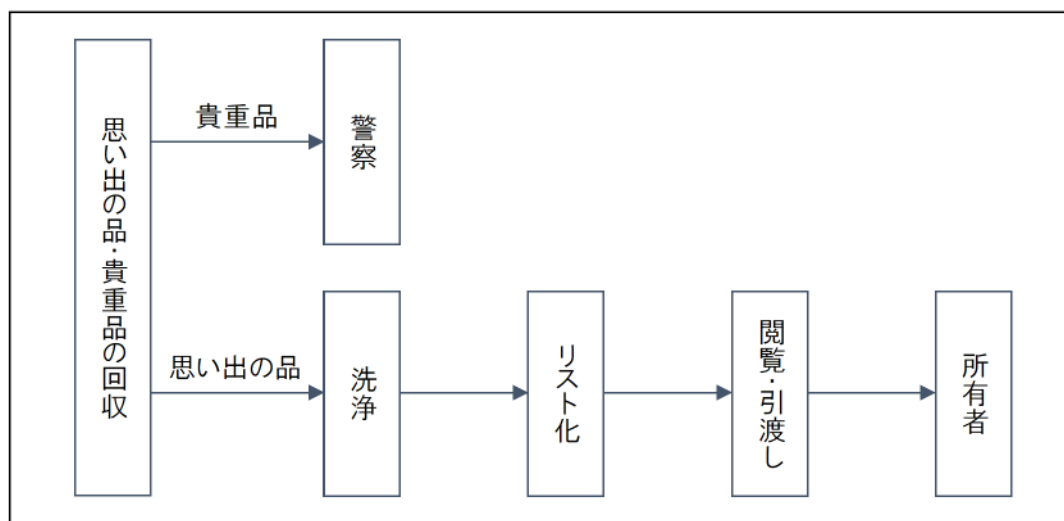 思い出の品・貴重品の回収
貴重品
警察
思い出の品
洗浄
リスト化
閲覧・引渡し
所有者